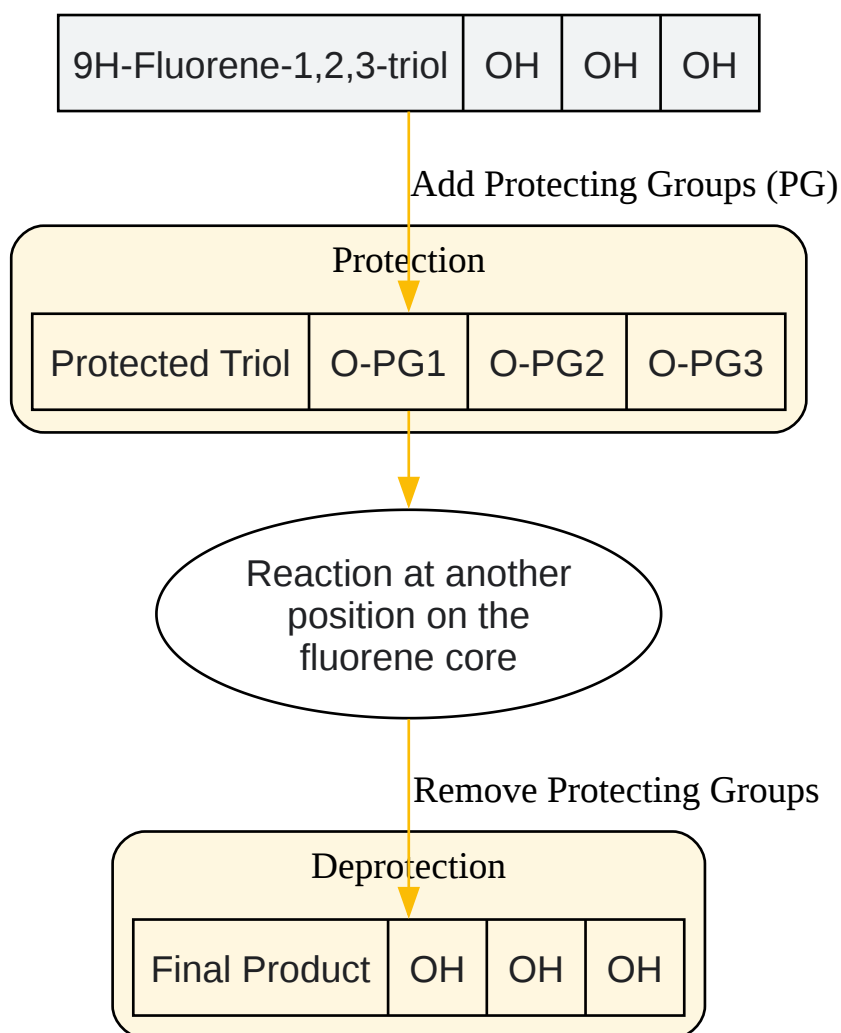 9H-Fluorene-1,2,3-triol OH OH OH
Add Protecting Groups (PG)
Protection
Protected Triol O-PG1 O-PG2 O-PG3
Reaction at another
position on the
fluorene core
Remove Protecting Groups
Deprotection
Final Product OH OH OH